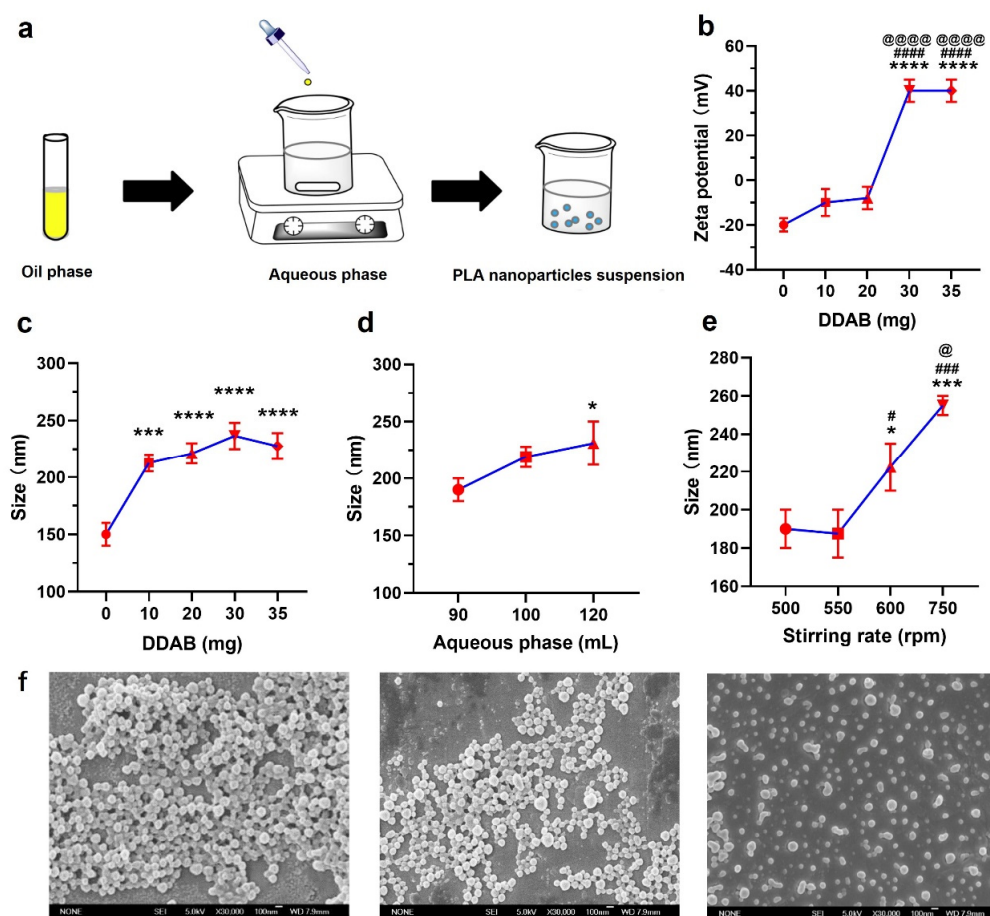 a
Oil phase
Aqueous phase
PLA nanoparticles suspension
b
@@@@ @@@@
#### ####
**** ****
Zeta potential (mV)
60
40
20
0
-20
-40
0 10 20 30 35
DDAB (mg)
c
Size (nm)
300
250
200
150
100
*** **** **** ****
0 10 20 30 35
DDAB (mg)
d
Size (nm)
300
250
200
150
100
*
90 100 120
Aqueous phase (mL)
e
Size (nm)
280
260
240
220
200
180
160
#
*
@
###
***
500 550 600 750
Stirring rate (rpm)
f
NONE SEI 5.0kV X30,000 100nm WD 7.9mm
NONE SEI 5.0kV X30,000 100nm WD 7.9mm
NONE SEI 5.0kV X30,000 100nm WD 7.9mm